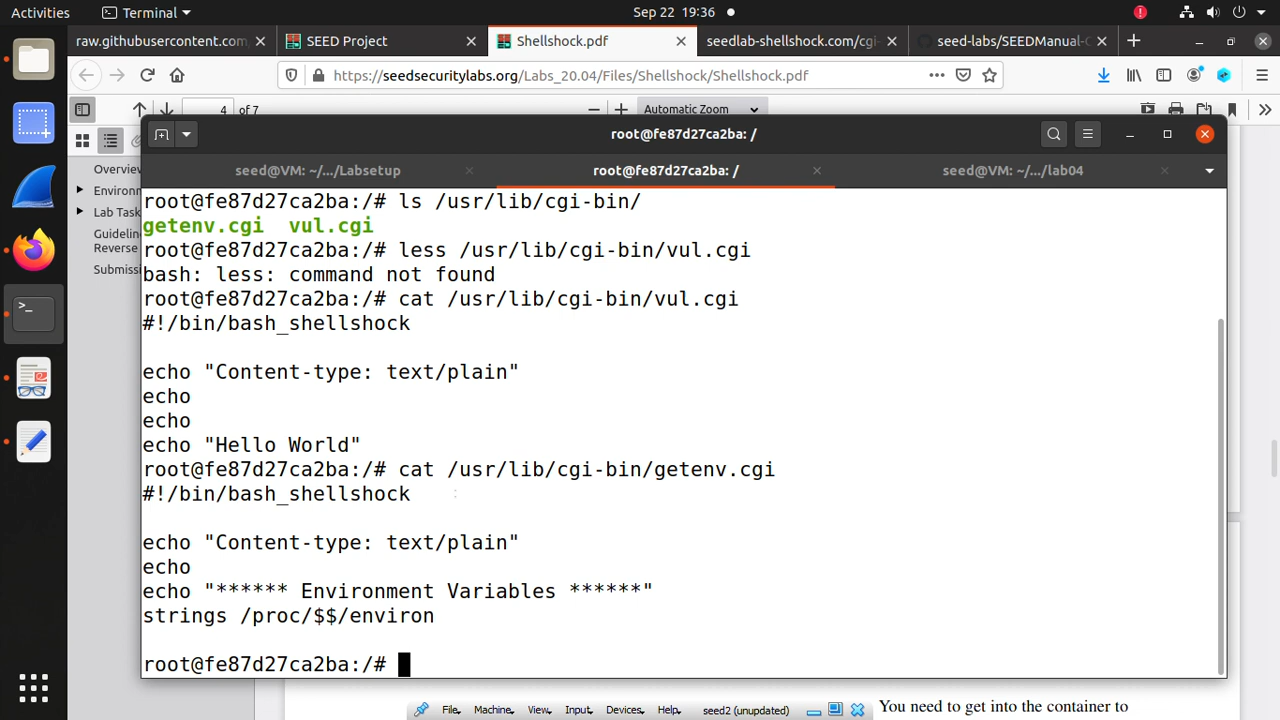 Activities
Terminal
Sep 22 19:36
raw.githubusercontent.com
SEED Project
Shellshock.pdf
seedlab-shellshock.com/cgi-
seed-labs/SEEDManual-
https://seedsecuritylabs.org/Labs_20.04/Files/Shellshock/Shellshock.pdf
4 of 7
Automatic Zoom
root@fe87d27ca2ba: /
seed@VM: ~/.../Labsetup
root@fe87d27ca2ba: /
seed@VM: ~/.../lab04
Overview
Environ
Lab Task
Guideline
Reverse
Submiss
root@fe87d27ca2ba:/# ls /usr/lib/cgi-bin/
getenv.cgi vul.cgi
root@fe87d27ca2ba:/# less /usr/lib/cgi-bin/vul.cgi
bash: less: command not found
root@fe87d27ca2ba:/# cat /usr/lib/cgi-bin/vul.cgi
#!/bin/bash_shellshock
echo "Content-type: text/plain"
echo
echo
echo "Hello World"
root@fe87d27ca2ba:/# cat /usr/lib/cgi-bin/getenv.cgi
#!/bin/bash_shellshock
echo "Content-type: text/plain"
echo
echo "****** Environment Variables ******"
strings /proc/$$/environ
root@fe87d27ca2ba:/#
File, Machine, View, Input, Devices, Help, seed2 (unupdated)
You need to get into the container to